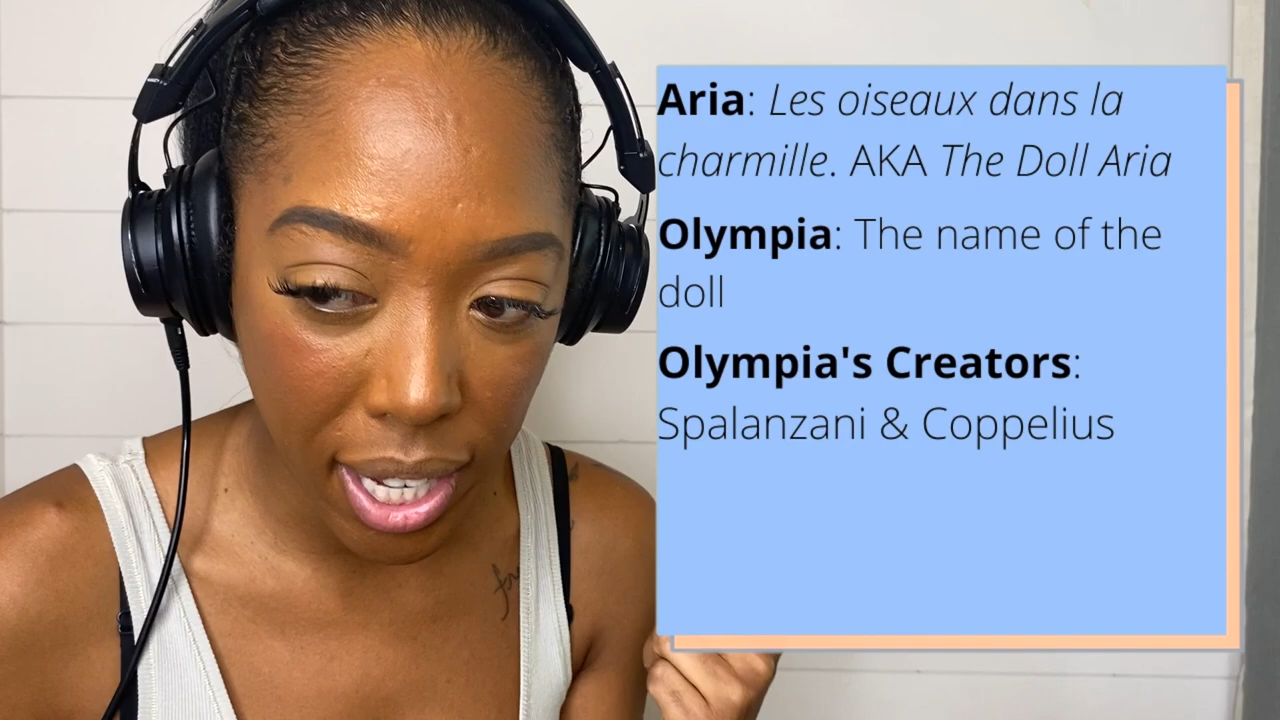 Aria: Les oiseaux dans la
charmille. AKA The Doll Aria
Olympia: The name of the
doll
Olympia's Creators:
Spalanzani & Coppelius